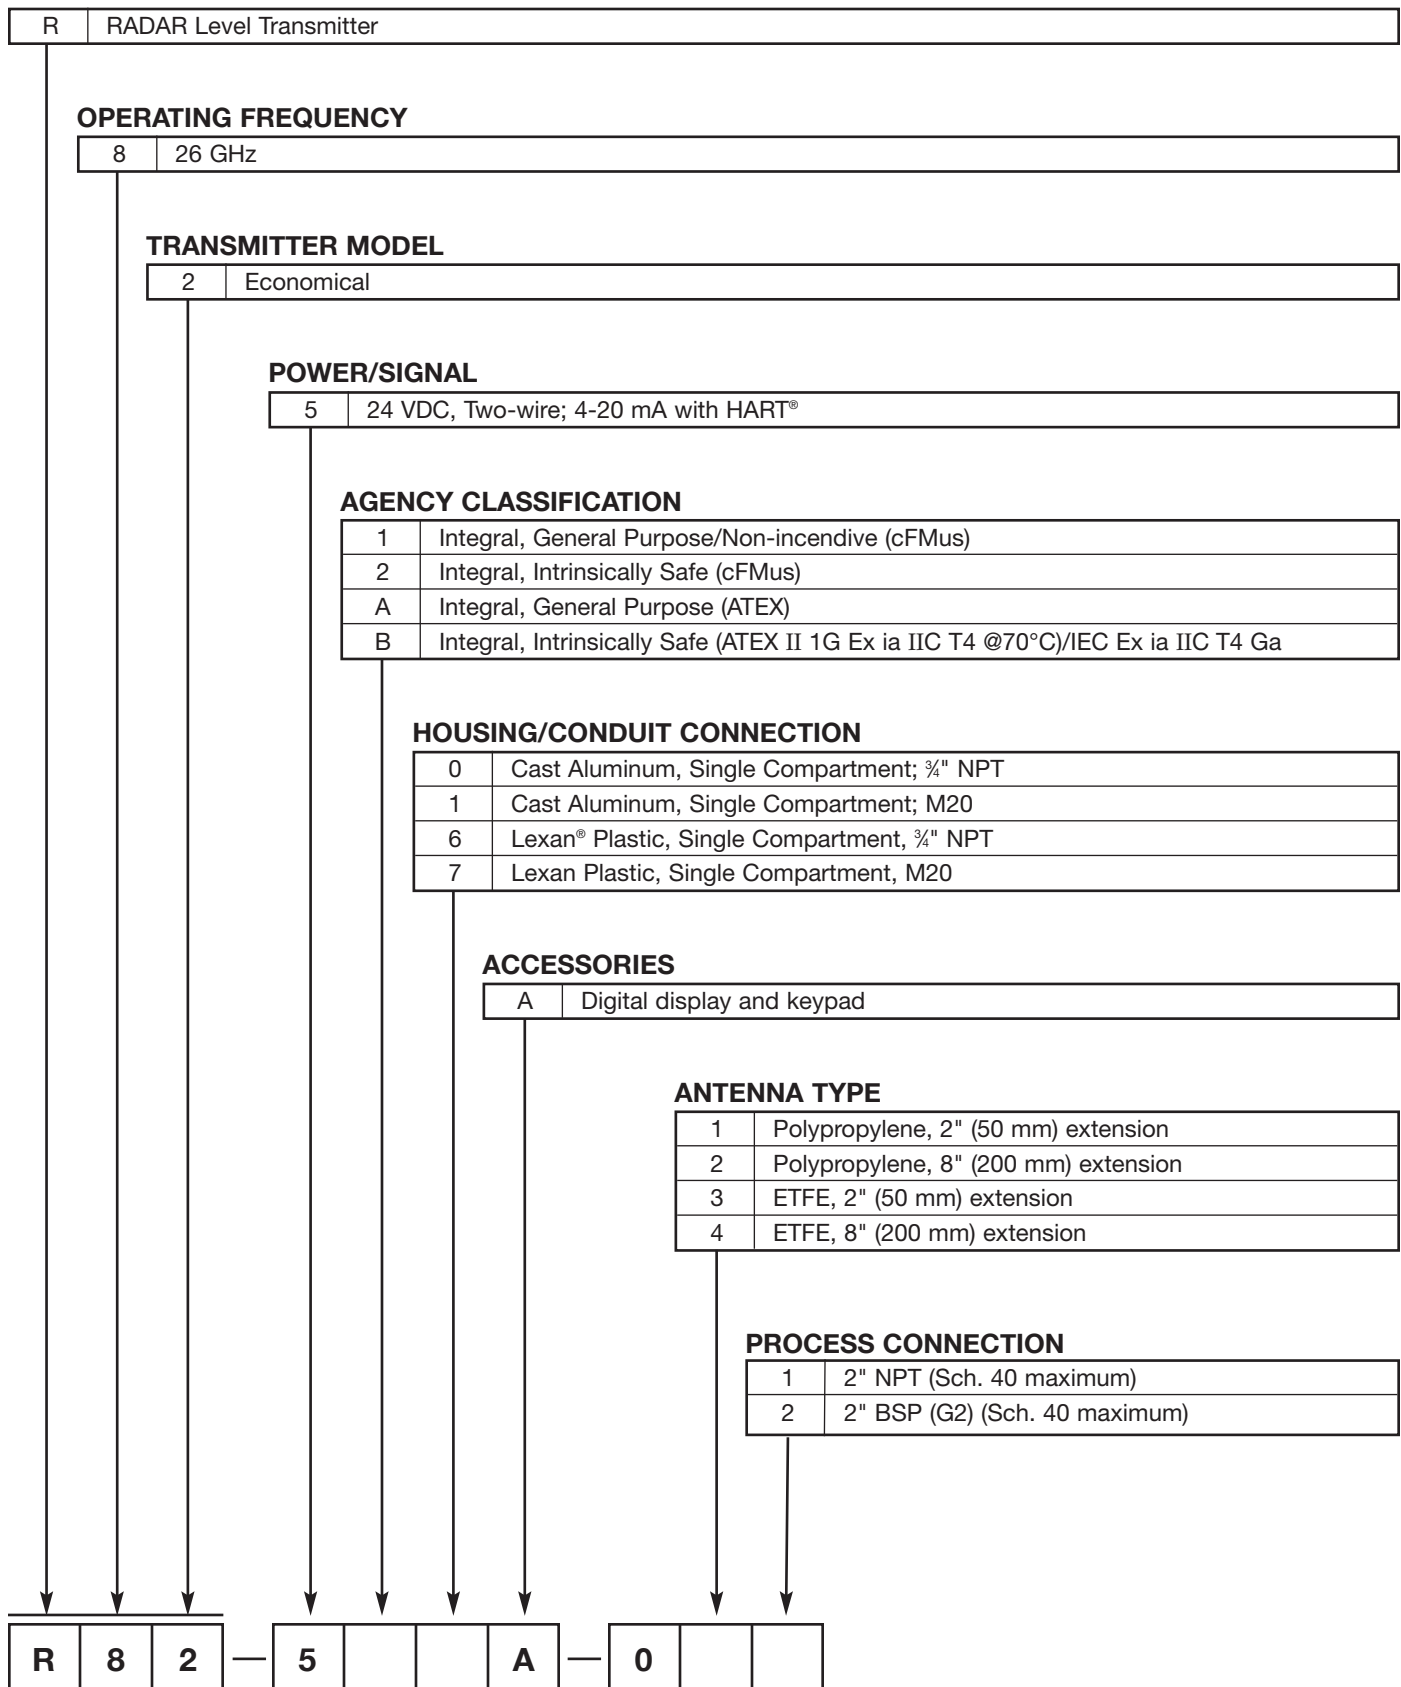 R RADAR Level Transmitter
OPERATING FREQUENCY
8 26 GHz
TRANSMITTER MODEL
2 Economical
POWER/SIGNAL
5 24 VDC, Two-wire; 4-20 mA with HART®
AGENCY CLASSIFICATION
1 Integral, General Purpose/Non-incendive (cFMus)
2 Integral, Intrinsically Safe (cFMus)
A Integral, General Purpose (ATEX)
B Integral, Intrinsically Safe (ATEX II 1G Ex ia IIC T4 @70°C)/IEC Ex ia IIC T4 Ga
HOUSING/CONDUIT CONNECTION
0 Cast Aluminum, Single Compartment; ¾" NPT
1 Cast Aluminum, Single Compartment; M20
6 Lexan® Plastic, Single Compartment, ¾" NPT
7 Lexan Plastic, Single Compartment, M20
ACCESSORIES
A Digital display and keypad
ANTENNA TYPE
1 Polypropylene, 2" (50 mm) extension
2 Polypropylene, 8" (200 mm) extension
3 ETFE, 2" (50 mm) extension
4 ETFE, 8" (200 mm) extension
PROCESS CONNECTION
1 2" NPT (Sch. 40 maximum)
2 2" BSP (G2) (Sch. 40 maximum)
R 8 2 — 5 A — 0